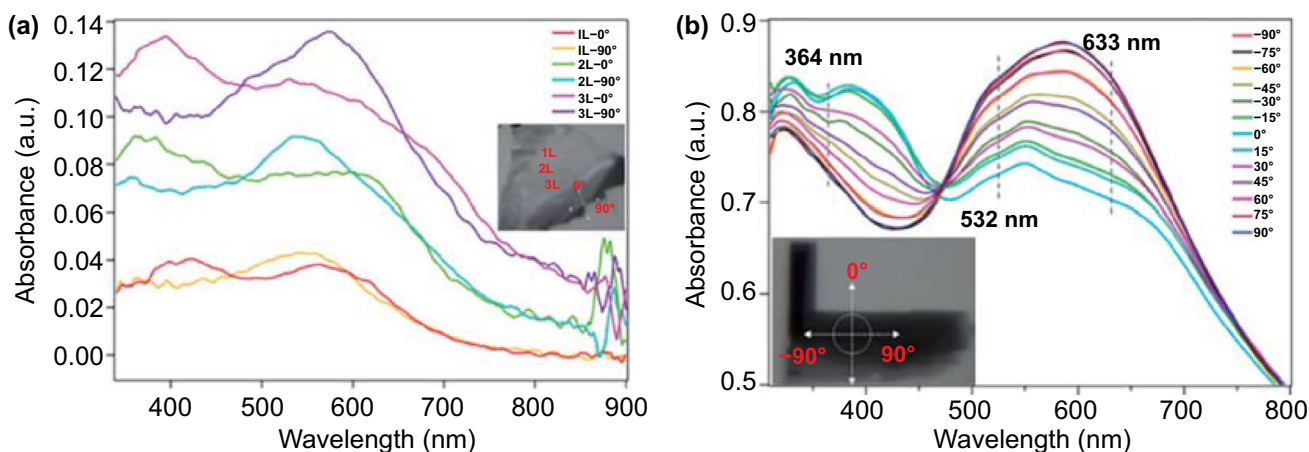 (a)
0.14
0.12
0.10
0.08
0.06
0.04
0.02
0.00
Absorbance (a.u.)
400
500
600
700
800
900
Wavelength (nm)
IL–0°
IL–90°
2L–0°
2L–90°
3L–0°
3L–90°
1L
2L
3L
0°
90°
(b)
0.9
0.8
0.7
0.6
0.5
Absorbance (a.u.)
400
500
600
700
800
Wavelength (nm)
364 nm
633 nm
532 nm
–90°
–75°
–60°
–45°
–30°
–15°
0°
15°
30°
45°
60°
75°
90°
0°
–90°
90°